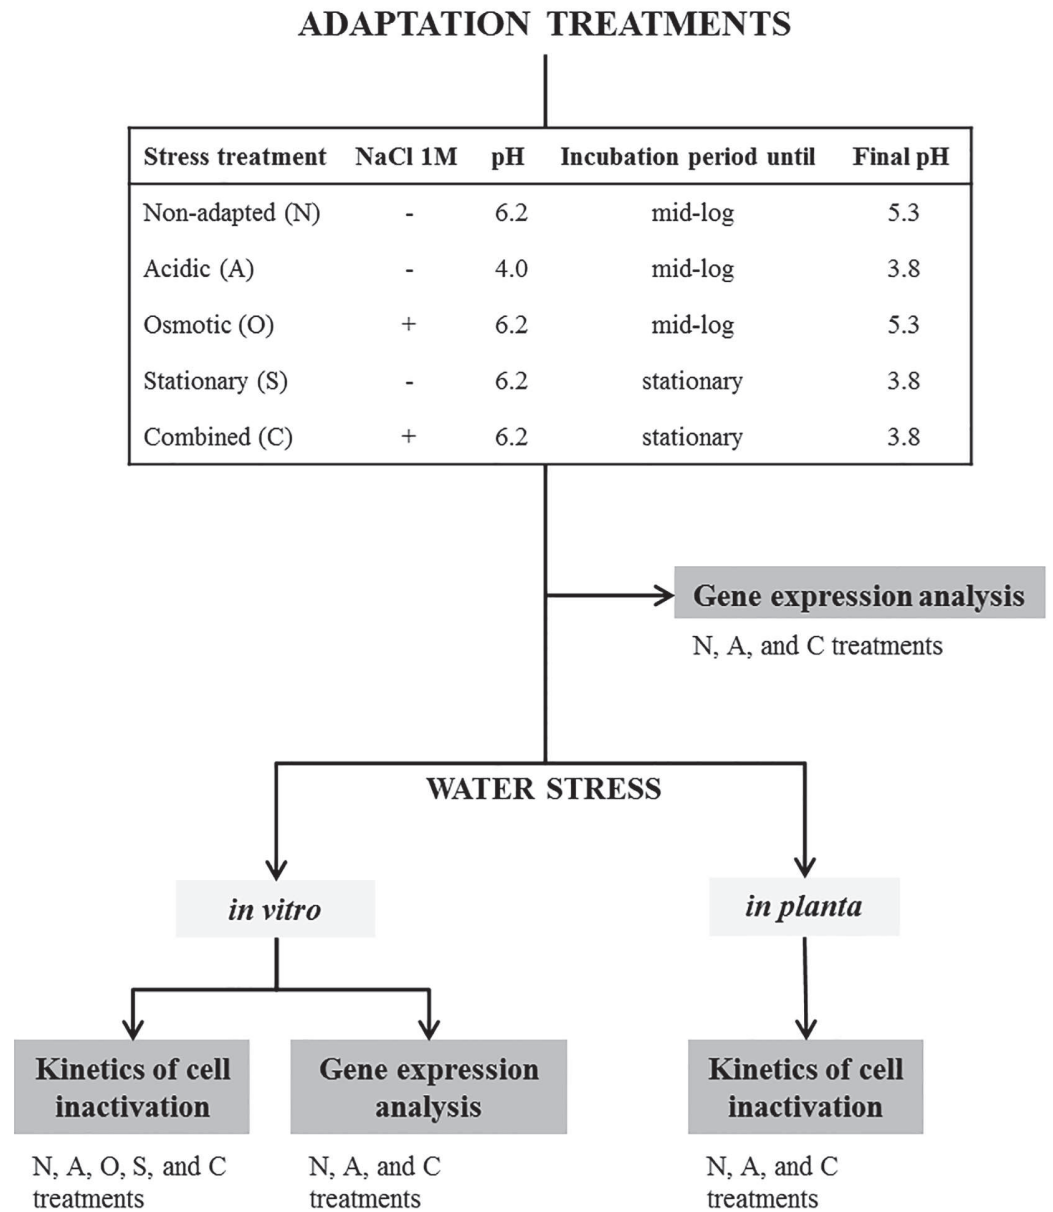 ADAPTATION TREATMENTS
Stress treatment NaCl 1M pH Incubation period until Final pH
Non-adapted (N) - 6.2 mid-log 5.3
Acidic (A) - 4.0 mid-log 3.8
Osmotic (O) + 6.2 mid-log 5.3
Stationary (S) - 6.2 stationary 3.8
Combined (C) + 6.2 stationary 3.8
Gene expression analysis
N, A, and C treatments
WATER STRESS
in vitro
in planta
Kinetics of cell
inactivation
N, A, O, S, and C
treatments
Gene expression
analysis
N, A, and C
treatments
Kinetics of cell
inactivation
N, A, and C
treatments